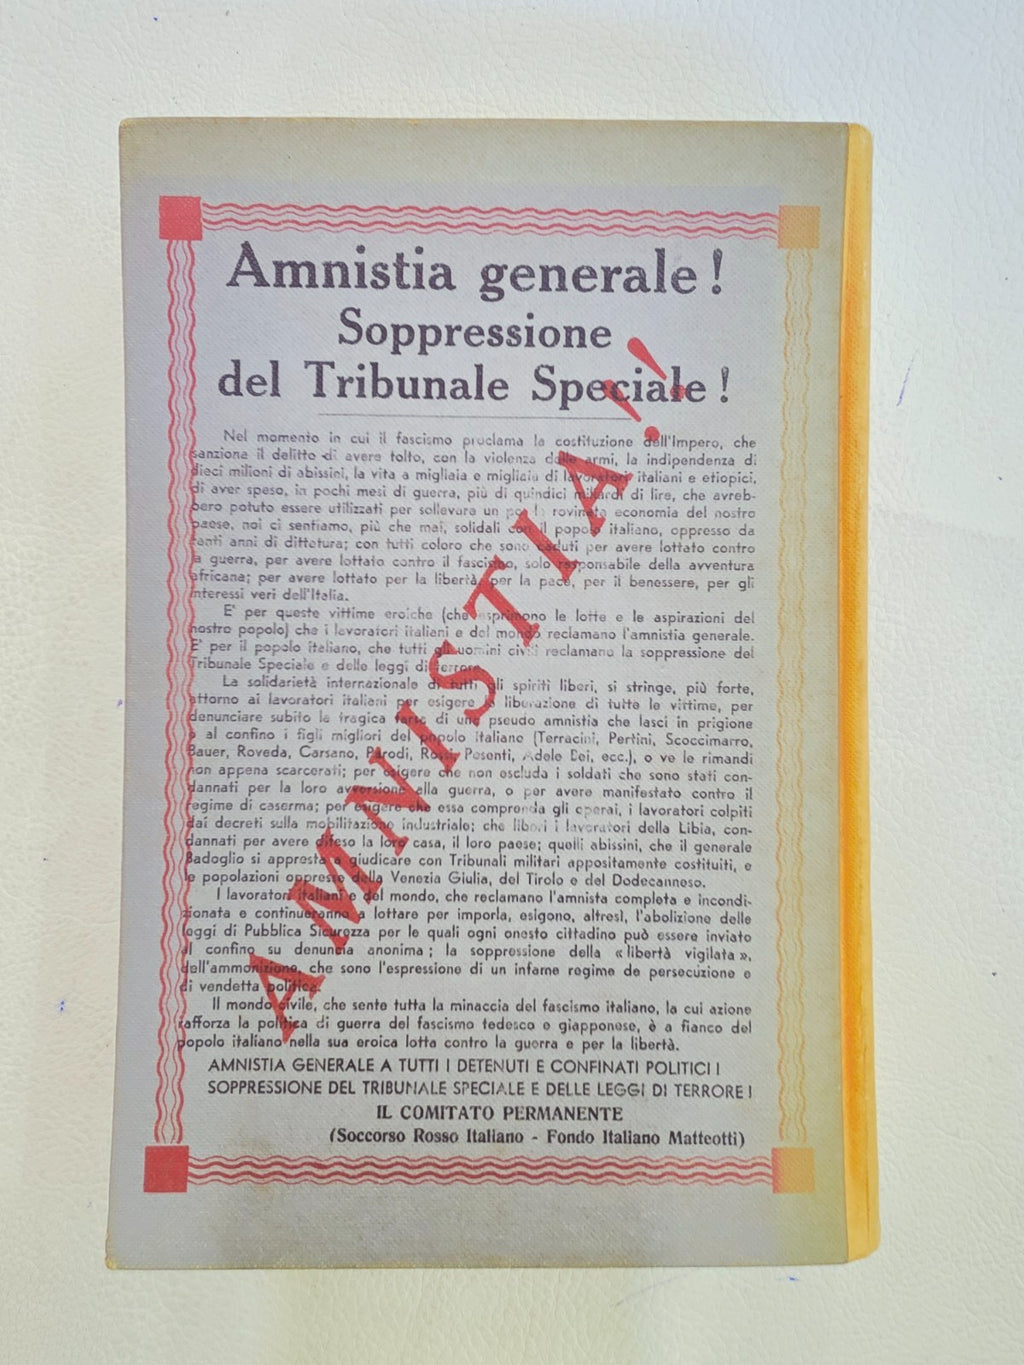 Amnistia generale !
Soppressione
del Tribunale Speciale !
Nel momento in cui il fascismo proclama la costituzione dell'Impero, che
sanziona il delitto di avere tolto, con la violenza delle armi, la indipendenza di
dieci milioni di abissini, la vita a migliaia e migliaia di lavoratori italiani e etiopici,
di aver speso, in pochi mesi di guerra, più di quindici miliardi di lire, che avreb-
bero potuto essere utilizzati per sollevare un po' la rovinata economia del nostro
paese, noi ci sentiamo, più che mai, solidali con il popolo italiano, oppresso da
tanti anni di dittatura; con tutti coloro che sono caduti per avere lottato contro
la guerra, per avere lottato contro il fascismo, solo responsabile della avventura
africana; per avere lottato per la libertà, per la pace, per il benessere, per gli
interessi veri dell'Italia.
E' per queste vittime eroiche (che esprimono le lotte e le aspirazioni del
nostro popolo) che i lavoratori italiani e del mondo reclamano l'amnistia generale.
E' per il popolo italiano, che tutti gli uomini civili reclamano la soppressione del
Tribunale Speciale e delle leggi di terrore.
La solidarietà internazionale di tutti gli spiriti liberi, si stringe, più forte,
attorno ai lavoratori italiani per esigere la liberazione di tutte le vittime, per
denunciare subito la tragica farsa di una pseudo amnistia che lasci in prigione
o al confino i figli migliori del popolo italiano (Terracini, Pertini, Scoccimarro,
Bauer, Roveda, Carsano, Parodi, Rossi, Pesenti, Adele Bei, ecc.), o ve le rimandi
non appena scarcerati; per esigere che non escluda i soldati che sono stati con-
dannati per la loro avversione alla guerra, o per avere manifestato contro il
regime di caserma; per esigere che essa comprenda gli operai, i lavoratori colpiti
dai decreti sulla mobilitazione industriale; che liberi i lavoratori della Libia, con-
dannati per avere difeso la loro casa, il loro paese; quelli abissini, che il generale
Badoglio si appresta a giudicare con Tribunali militari appositamente costituiti, e
le popolazioni oppresse della Venezia Giulia, del Tirolo e del Dodecanneso.
I lavoratori italiani e del mondo, che reclamano l'amnista completa e incondi-
zionata e continueranno a lottare per imporla, esigono, altresì, l'abolizione delle
leggi di Pubblica Sicurezza per le quali ogni onesto cittadino può essere inviato
al confino su denuncia anonima ; la soppressione della « libertà vigilata »,
dell'ammonizione, che sono l'espressione di un infame regime de persecuzione e
di vendetta politica.
Il mondo civile, che sente tutta la minaccia del fascismo italiano, la cui azione
rafforza la politica di guerra del fascismo tedesco e giapponese, è a fianco del
popolo italiano nella sua eroica lotta contro la guerra e per la libertà.
AMNISTIA GENERALE A TUTTI I DETENUTI E CONFINATI POLITICI !
SOPPRESSIONE DEL TRIBUNALE SPECIALE E DELLE LEGGI DI TERRORE !
IL COMITATO PERMANENTE
(Soccorso Rosso Italiano - Fondo Italiano Matteotti)
AMNISTIA!!